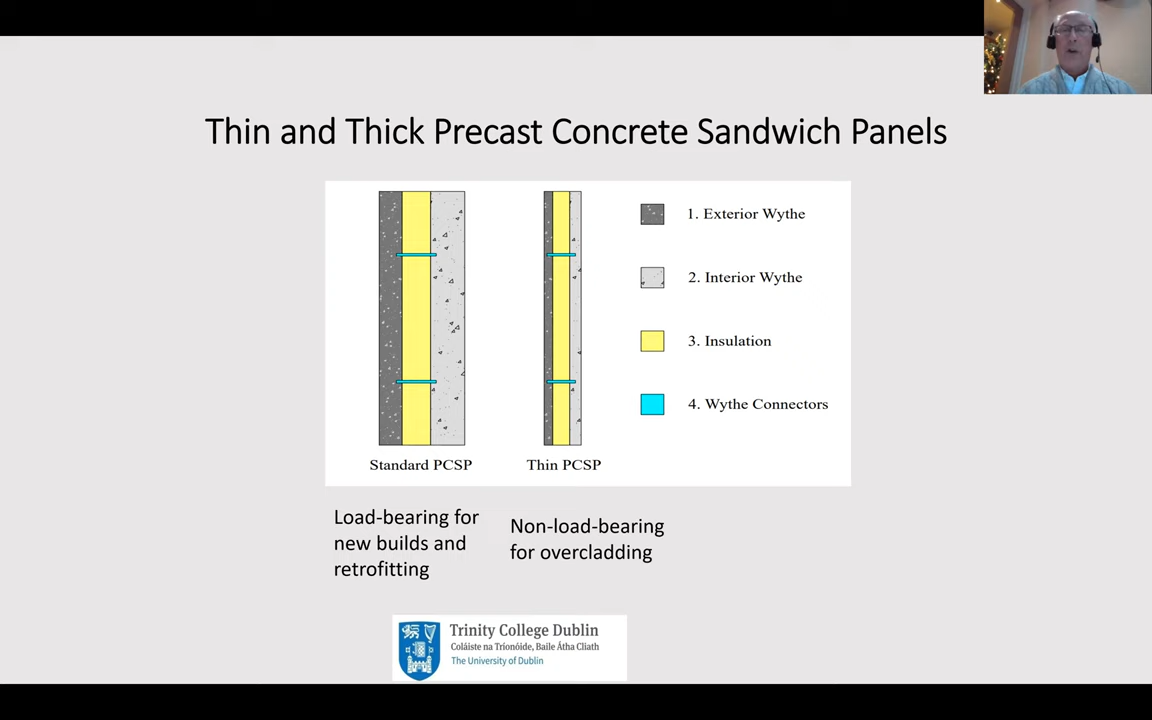 Thin and Thick Precast Concrete Sandwich Panels
1. Exterior Wythe
2. Interior Wythe
3. Insulation
4. Wythe Connectors
Standard PCSP
Thin PCSP
Load-bearing for
new builds and
retrofitting
Non-load-bearing
for overcladding
Trinity College Dublin
Coláiste na Tríonóide, Baile Átha Cliath
The University of Dublin